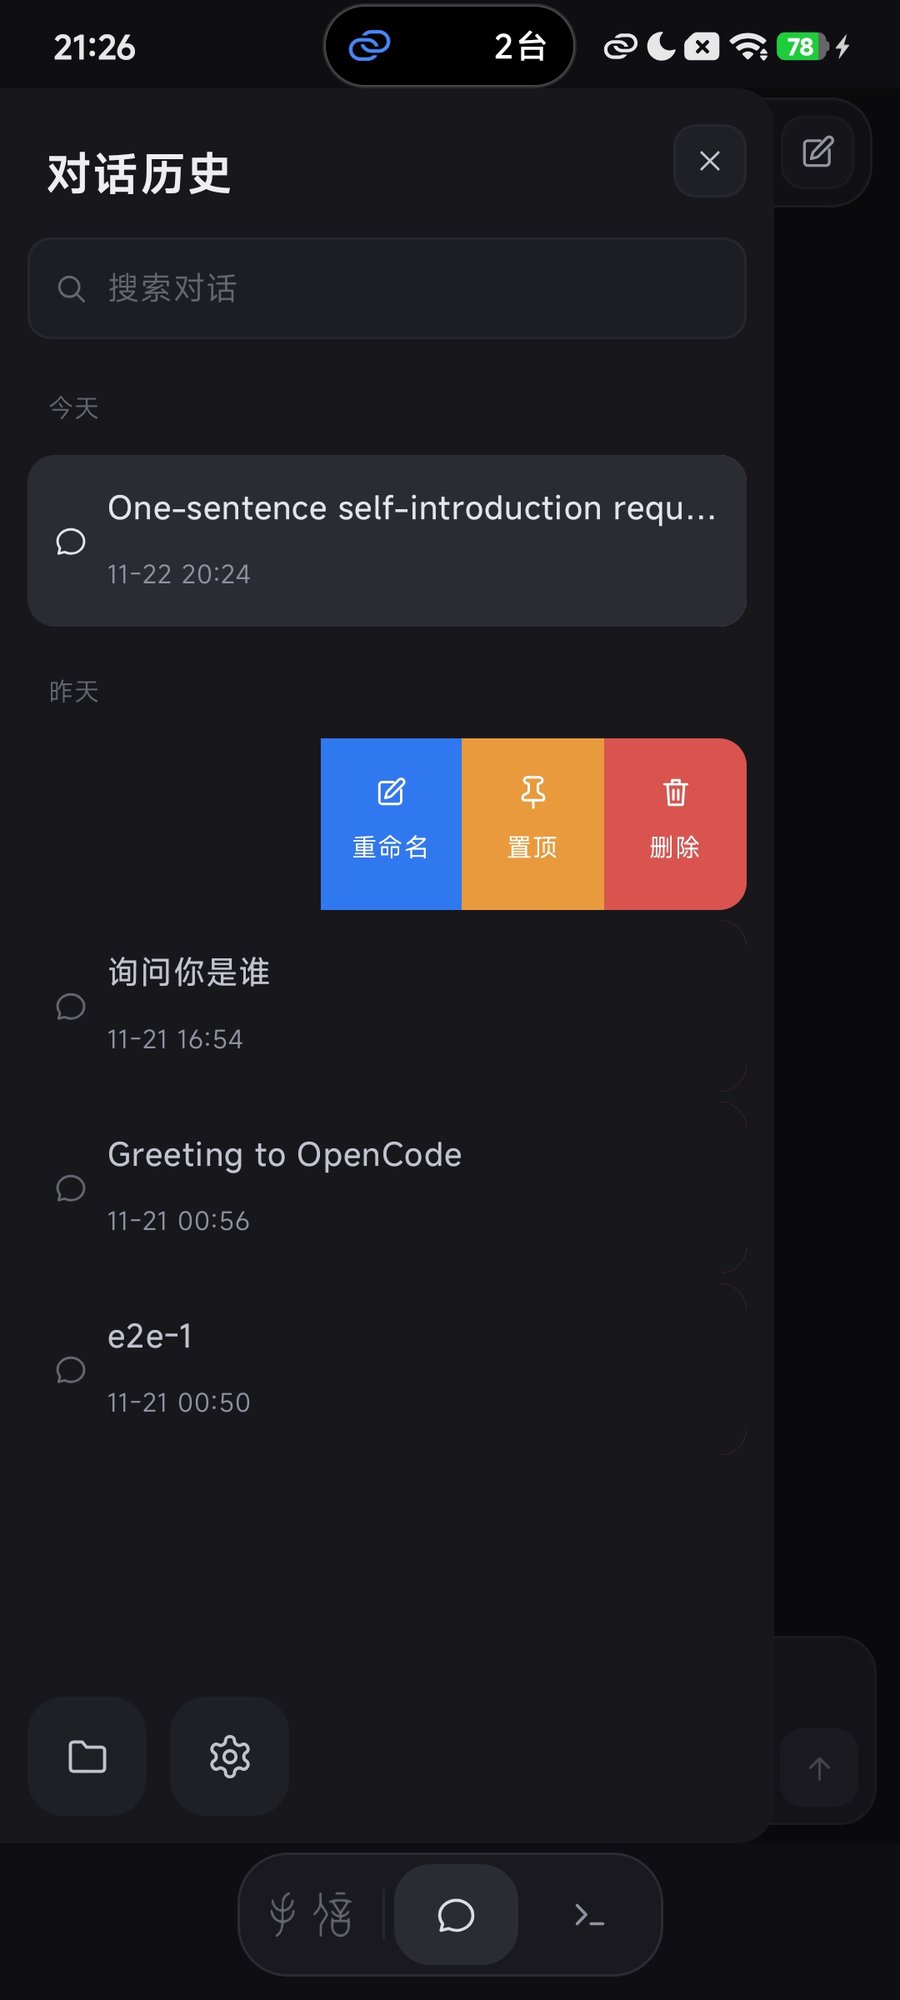 21:26
2台
78
对话历史
搜索对话
今天
One-sentence self-introduction requ...
11-22 20:24
昨天
重命名
置顶
删除
询问你是谁
11-21 16:54
Greeting to OpenCode
11-21 00:56
e2e-1
11-21 00:50